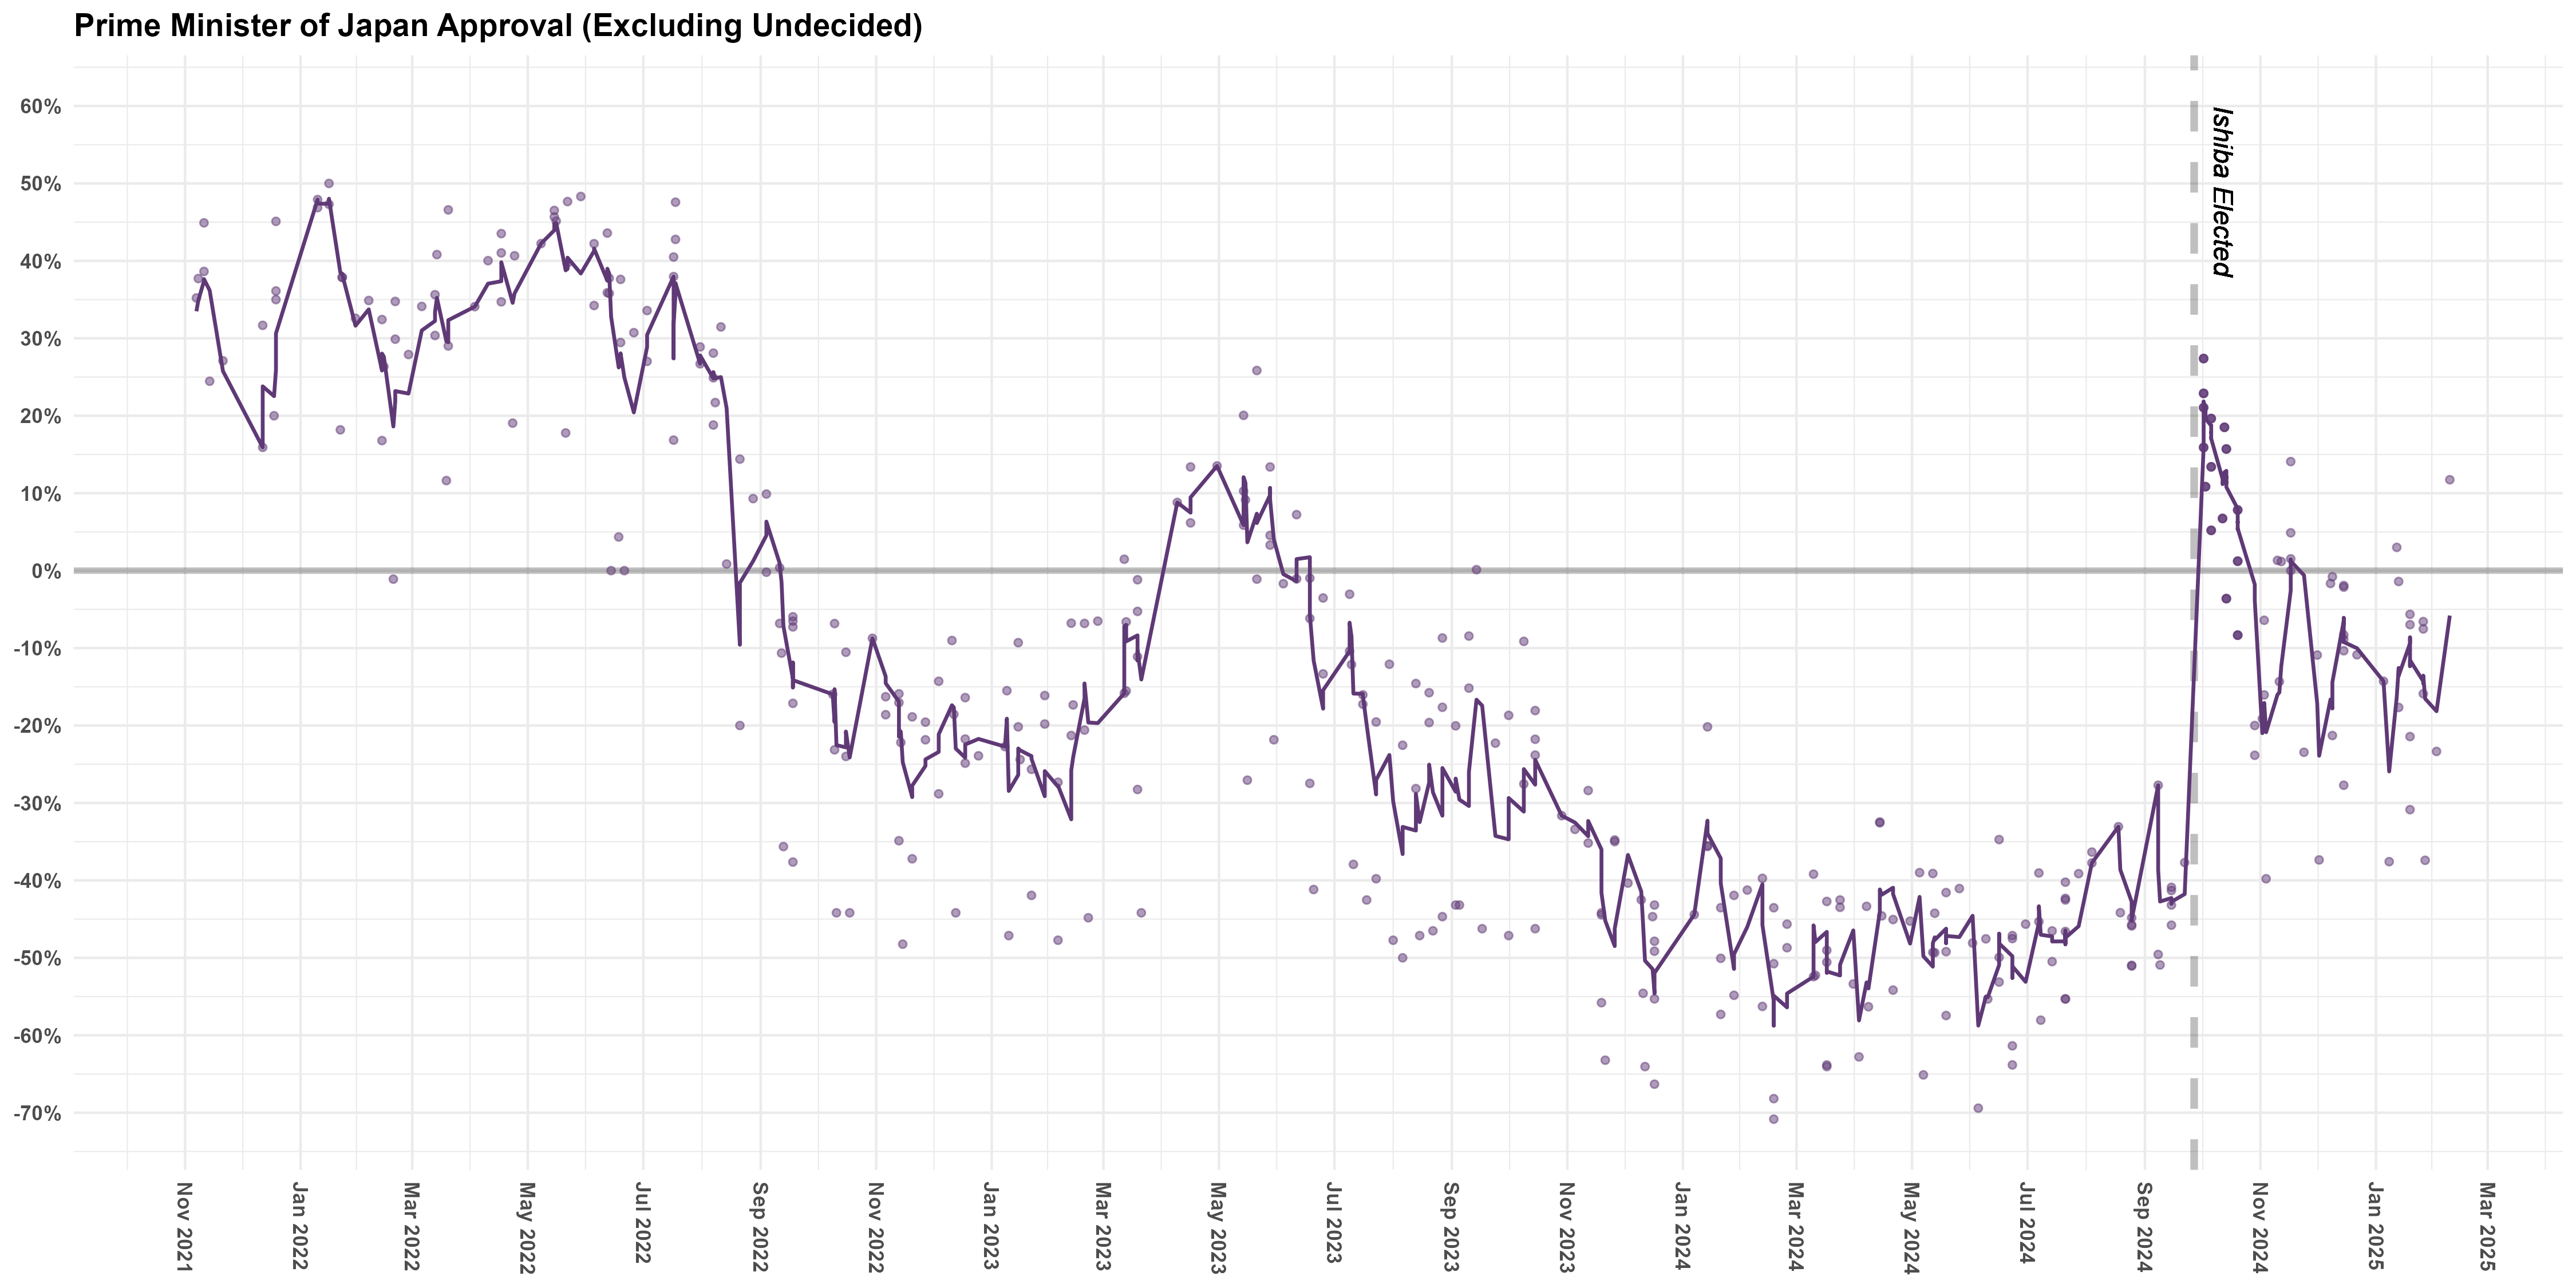 Prime Minister of Japan Approval (Excluding Undecided)
60%
50%
40%
30%
20%
10%
0%
-10%
-20%
-30%
-40%
-50%
-60%
-70%
Ishiba Elected
Nov 2021
Jan 2022
Mar 2022
May 2022
Jul 2022
Sep 2022
Nov 2022
Jan 2023
Mar 2023
May 2023
Jul 2023
Sep 2023
Nov 2023
Jan 2024
Mar 2024
May 2024
Jul 2024
Sep 2024
Nov 2024
Jan 2025
Mar 2025